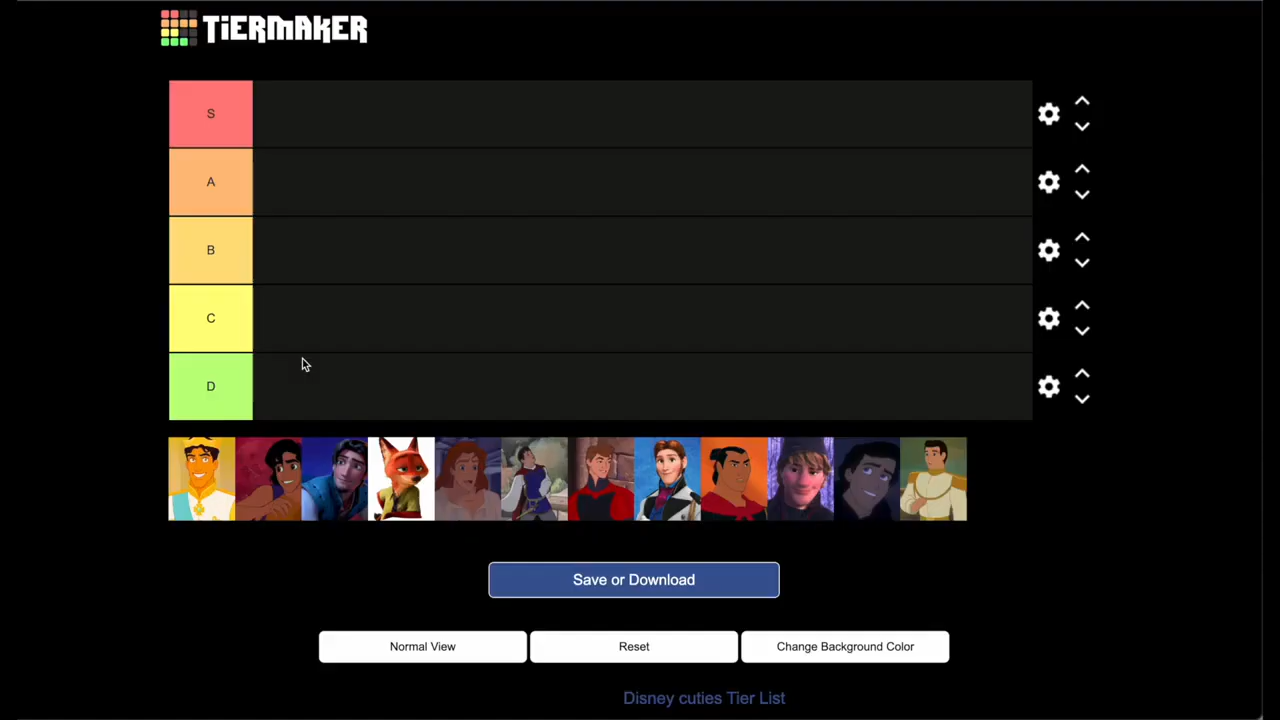 TiERMAKER
S
A
B
C
D
Save or Download
Normal View
Reset
Change Background Color
Disney cuties Tier List